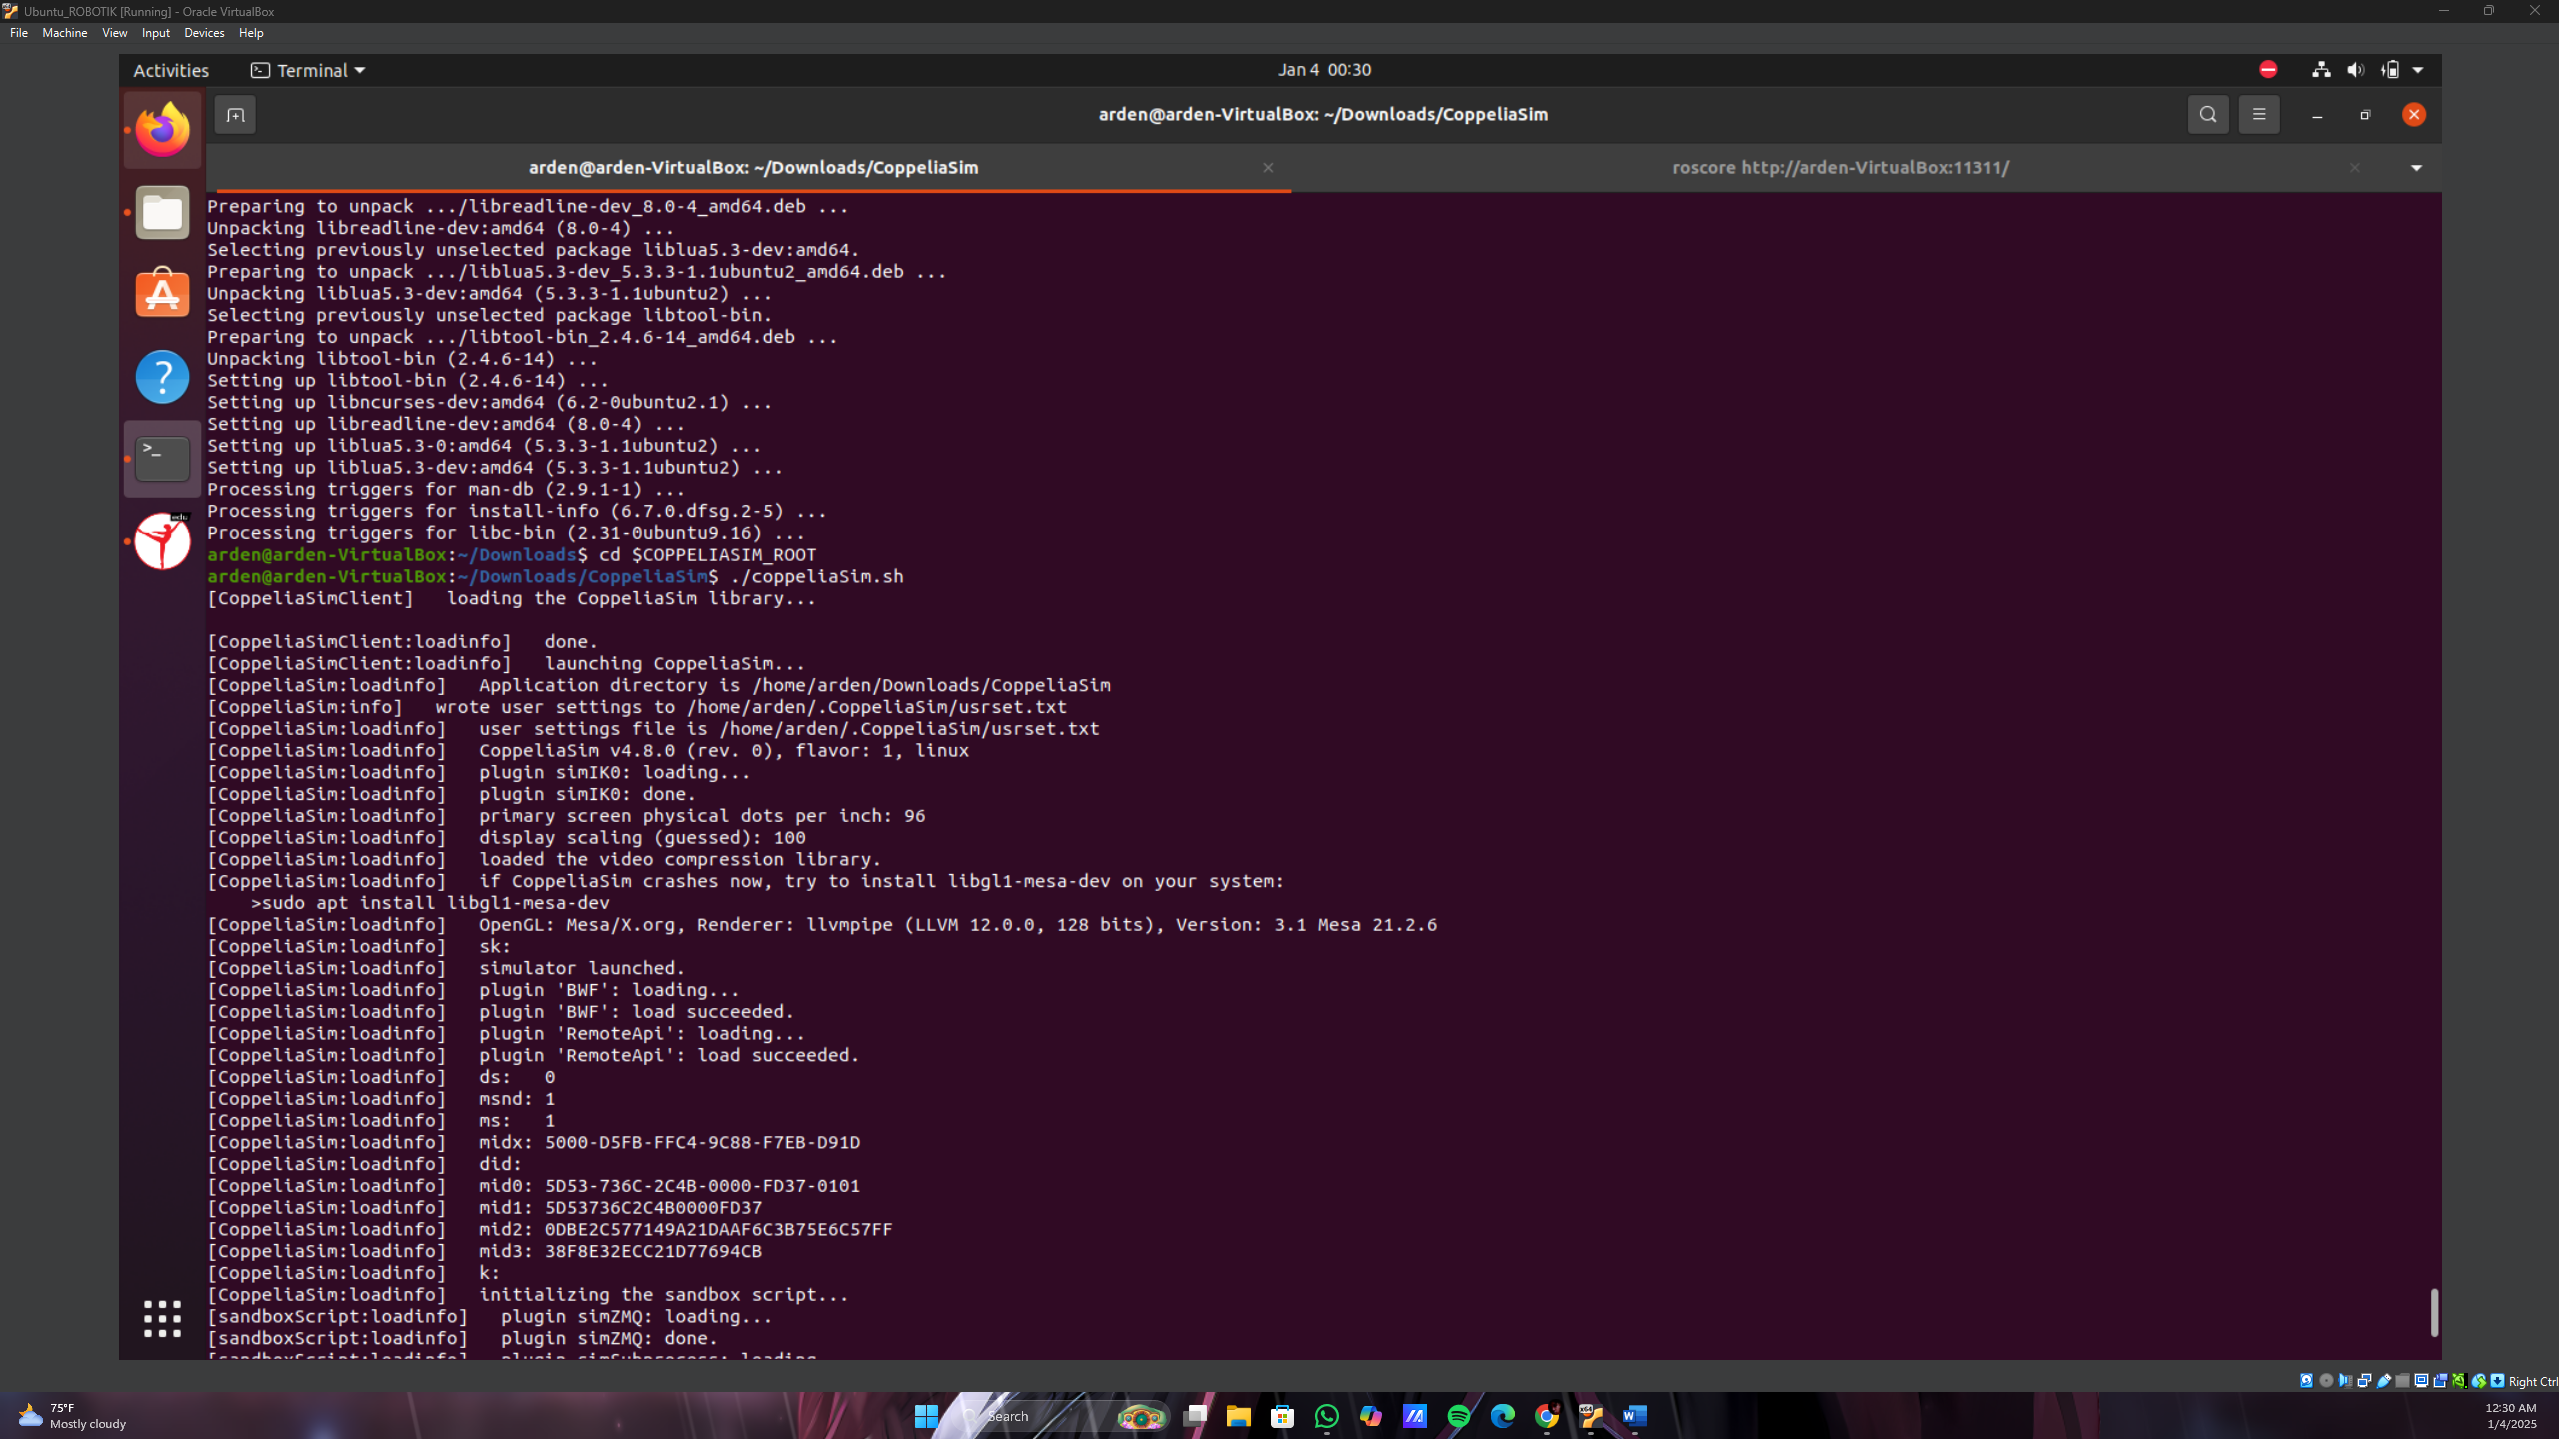 Ubuntu_ROBOTIK [Running] - Oracle VirtualBox
File Machine View Input Devices Help
Activities Terminal Jan 4 00:30
arden@arden-VirtualBox: ~/Downloads/CoppeliaSim
arden@arden-VirtualBox: ~/Downloads/CoppeliaSim roscore http://arden-VirtualBox:11311/
Preparing to unpack .../libreadline-dev_8.0-4_amd64.deb ...
Unpacking libreadline-dev:amd64 (8.0-4) ...
Selecting previously unselected package liblua5.3-dev:amd64.
Preparing to unpack .../liblua5.3-dev_5.3.3-1.1ubuntu2_amd64.deb ...
Unpacking liblua5.3-dev:amd64 (5.3.3-1.1ubuntu2) ...
Selecting previously unselected package libtool-bin.
Preparing to unpack .../libtool-bin_2.4.6-14_amd64.deb ...
Unpacking libtool-bin (2.4.6-14) ...
Setting up libtool-bin (2.4.6-14) ...
Setting up libncurses-dev:amd64 (6.2-0ubuntu2.1) ...
Setting up libreadline-dev:amd64 (8.0-4) ...
Setting up liblua5.3-0:amd64 (5.3.3-1.1ubuntu2) ...
Setting up liblua5.3-dev:amd64 (5.3.3-1.1ubuntu2) ...
Processing triggers for man-db (2.9.1-1) ...
Processing triggers for install-info (6.7.0.dfsg.2-5) ...
Processing triggers for libc-bin (2.31-0ubuntu9.16) ...
arden@arden-VirtualBox:~/Downloads$ cd $COPPELIASIM_ROOT
arden@arden-VirtualBox:~/Downloads/CoppeliaSim$ ./coppeliaSim.sh
[CoppeliaSimClient] loading the CoppeliaSim library...
[CoppeliaSimClient:loadinfo] done.
[CoppeliaSimClient:loadinfo] launching CoppeliaSim...
[CoppeliaSim:loadinfo] Application directory is /home/arden/Downloads/CoppeliaSim
[CoppeliaSim:info] wrote user settings to /home/arden/.CoppeliaSim/usrset.txt
[CoppeliaSim:loadinfo] user settings file is /home/arden/.CoppeliaSim/usrset.txt
[CoppeliaSim:loadinfo] CoppeliaSim v4.8.0 (rev. 0), flavor: 1, linux
[CoppeliaSim:loadinfo] plugin simIK0: loading...
[CoppeliaSim:loadinfo] plugin simIK0: done.
[CoppeliaSim:loadinfo] primary screen physical dots per inch: 96
[CoppeliaSim:loadinfo] display scaling (guessed): 100
[CoppeliaSim:loadinfo] loaded the video compression library.
[CoppeliaSim:loadinfo] if CoppeliaSim crashes now, try to install libgl1-mesa-dev on your system:
>sudo apt install libgl1-mesa-dev
[CoppeliaSim:loadinfo] OpenGL: Mesa/X.org, Renderer: llvmpipe (LLVM 12.0.0, 128 bits), Version: 3.1 Mesa 21.2.6
[CoppeliaSim:loadinfo] sk:
[CoppeliaSim:loadinfo] simulator launched.
[CoppeliaSim:loadinfo] plugin 'BWF': loading...
[CoppeliaSim:loadinfo] plugin 'BWF': load succeeded.
[CoppeliaSim:loadinfo] plugin 'RemoteApi': loading...
[CoppeliaSim:loadinfo] plugin 'RemoteApi': load succeeded.
[CoppeliaSim:loadinfo] ds: 0
[CoppeliaSim:loadinfo] msnd: 1
[CoppeliaSim:loadinfo] ms: 1
[CoppeliaSim:loadinfo] midx: 5000-D5FB-FFC4-9C88-F7EB-D91D
[CoppeliaSim:loadinfo] did:
[CoppeliaSim:loadinfo] mid0: 5D53-736C-2C4B-0000-FD37-0101
[CoppeliaSim:loadinfo] mid1: 5D53736C2C4B0000FD37
[CoppeliaSim:loadinfo] mid2: 0DBE2C577149A21DAAF6C3B75E6C57FF
[CoppeliaSim:loadinfo] mid3: 38F8E32ECC21D77694CB
[CoppeliaSim:loadinfo] k:
[CoppeliaSim:loadinfo] initializing the sandbox script...
[sandboxScript:loadinfo] plugin simZMQ: loading...
[sandboxScript:loadinfo] plugin simZMQ: done.
edu
Right Ctrl
75°F
Mostly cloudy
Search
12:30 AM
1/4/2025